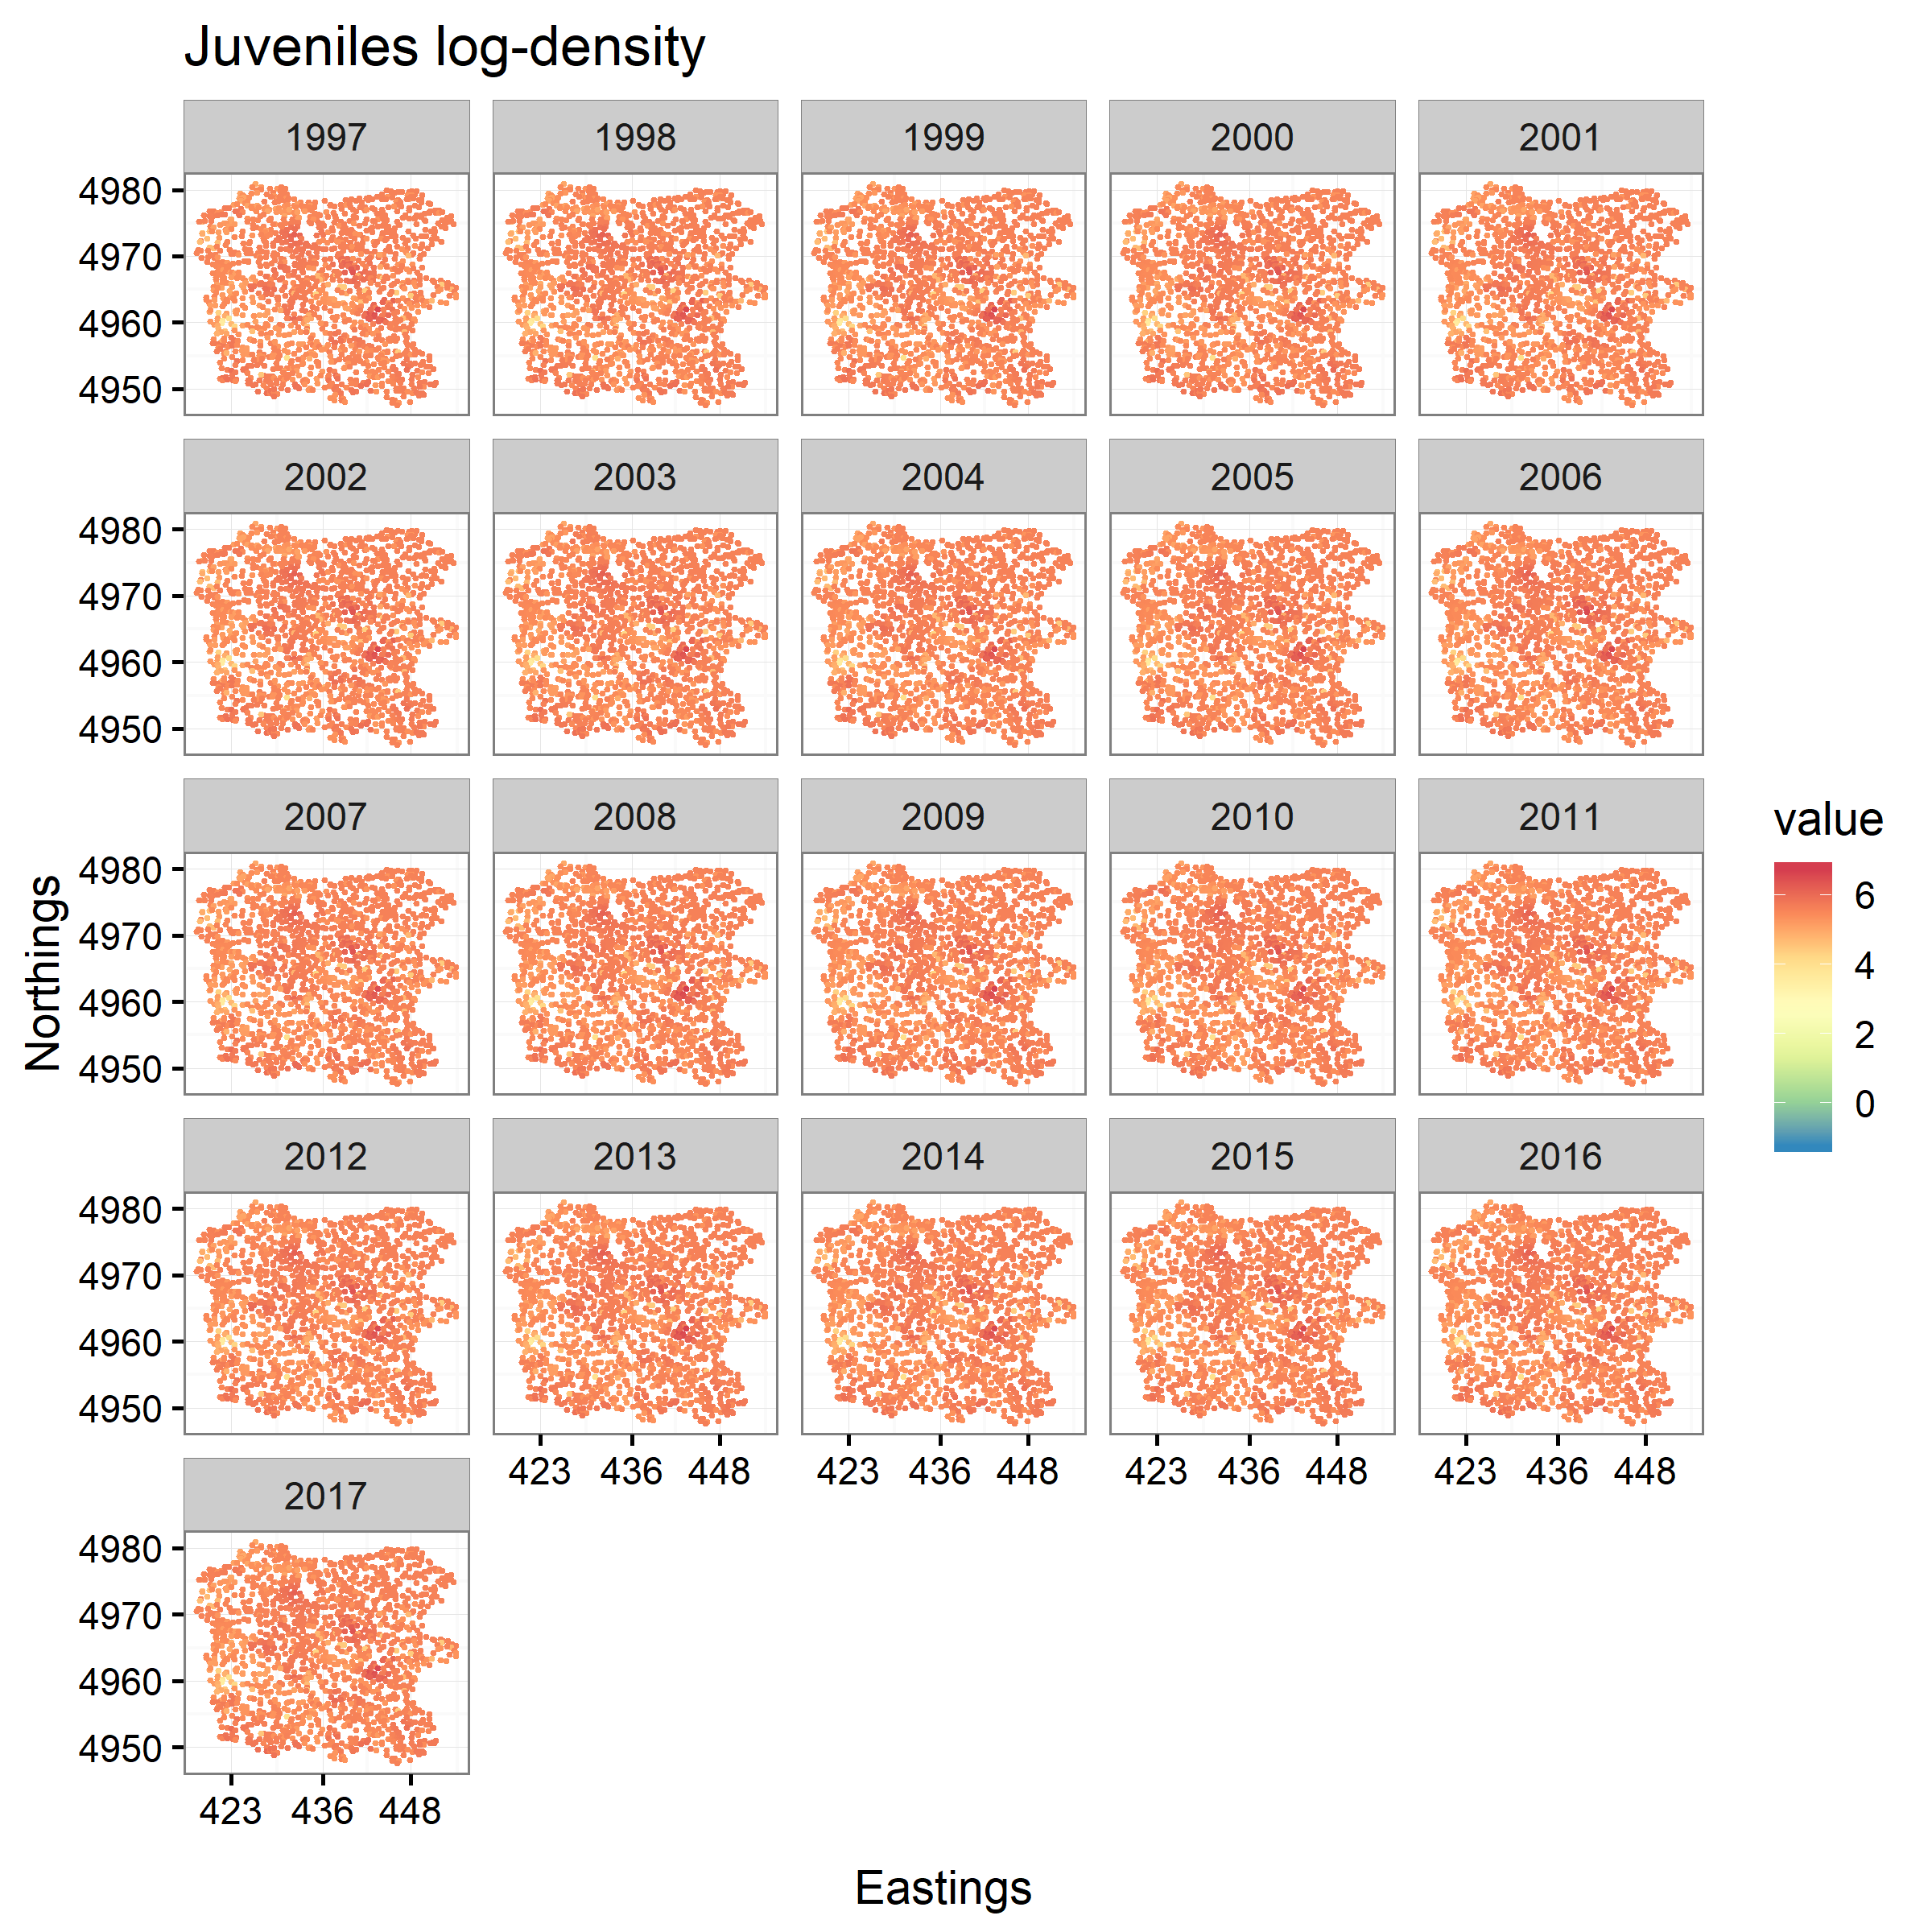 Juveniles log-density
1997 1998 1999 2000 2001
4980
4970
4960
4950
2002 2003 2004 2005 2006
4980
4970
4960
4950
2007 2008 2009 2010 2011
4980
4970
4960
4950
2012 2013 2014 2015 2016
4980
4970
4960
4950
423 436 448 423 436 448 423 436 448 423 436 448
2017
4980
4970
4960
4950
423 436 448
Eastings
Northings
value
6
4
2
0